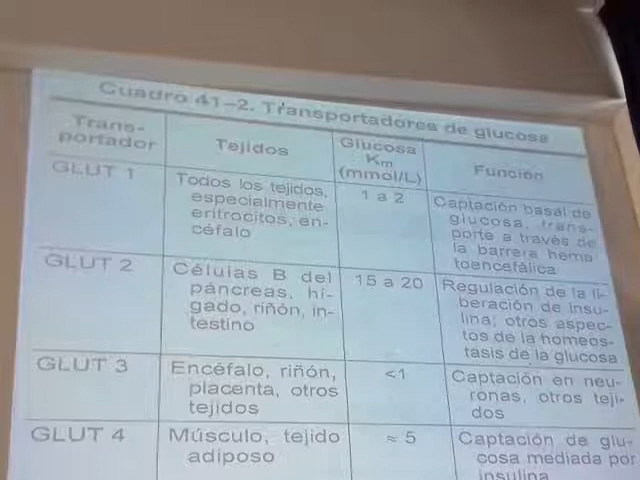 Cuadro 41–2. Transportadores de glucosa
Trans-
portador
Tejidos
Glucosa
Km
(mmol/L)
Función
GLUT 1
Todos los tejidos,
especialmente
eritrocitos, en-
céfalo
1 a 2
Captación basal de
glucosa, trans-
porte a través de
la barrera hema
toencefálica
GLUT 2
Células B del
páncreas, hí-
gado, riñón, in-
testino
15 a 20
Regulación de la li-
beración de insu-
lina; otros aspec-
tos de la homeos-
tasis de la glucosa
GLUT 3
Encéfalo, riñón,
placenta, otros
tejidos
<1
Captación en neu-
ronas, otros teji-
dos
GLUT 4
Músculo, tejido
adiposo
≈ 5
Captación de glu-
cosa mediada por
insulina